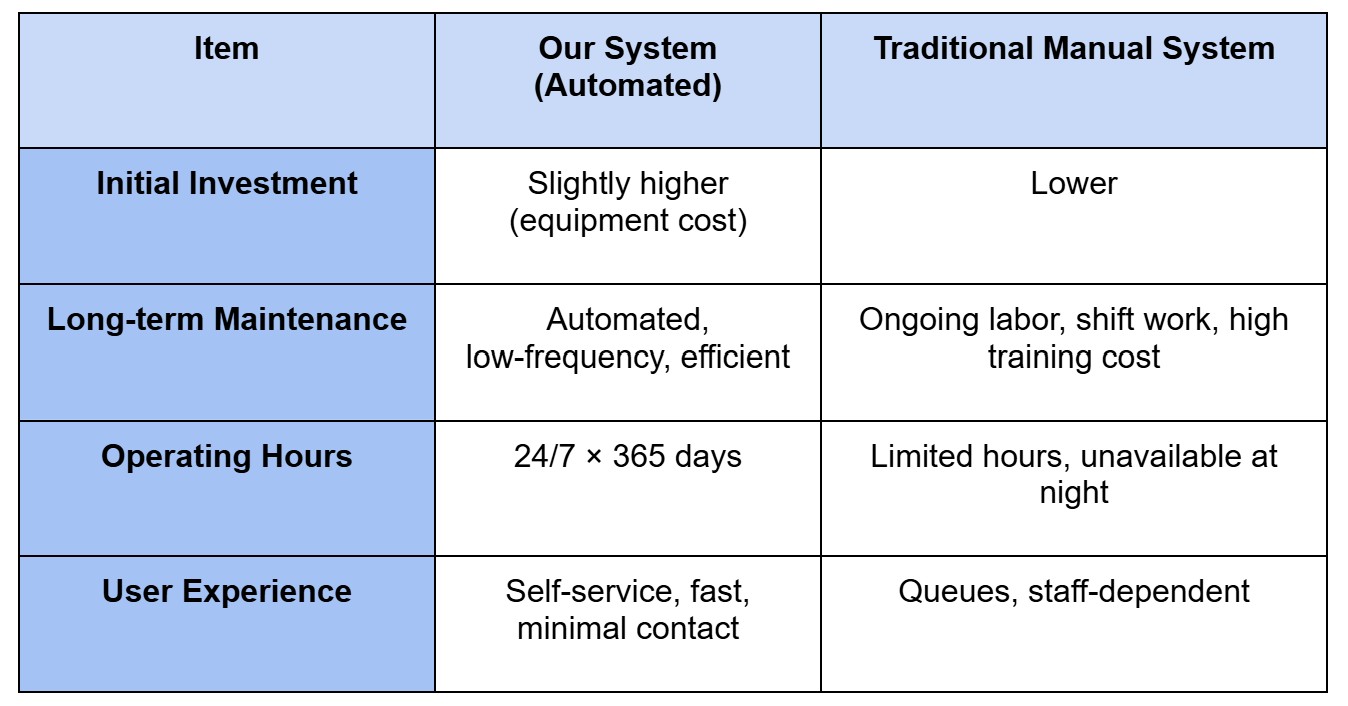 Item
Our System
(Automated)
Traditional Manual System
Initial Investment
Slightly higher
(equipment cost)
Lower
Long-term Maintenance
Automated,
low-frequency, efficient
Ongoing labor, shift work, high
training cost
Operating Hours
24/7 × 365 days
Limited hours, unavailable at
night
User Experience
Self-service, fast,
minimal contact
Queues, staff-dependent